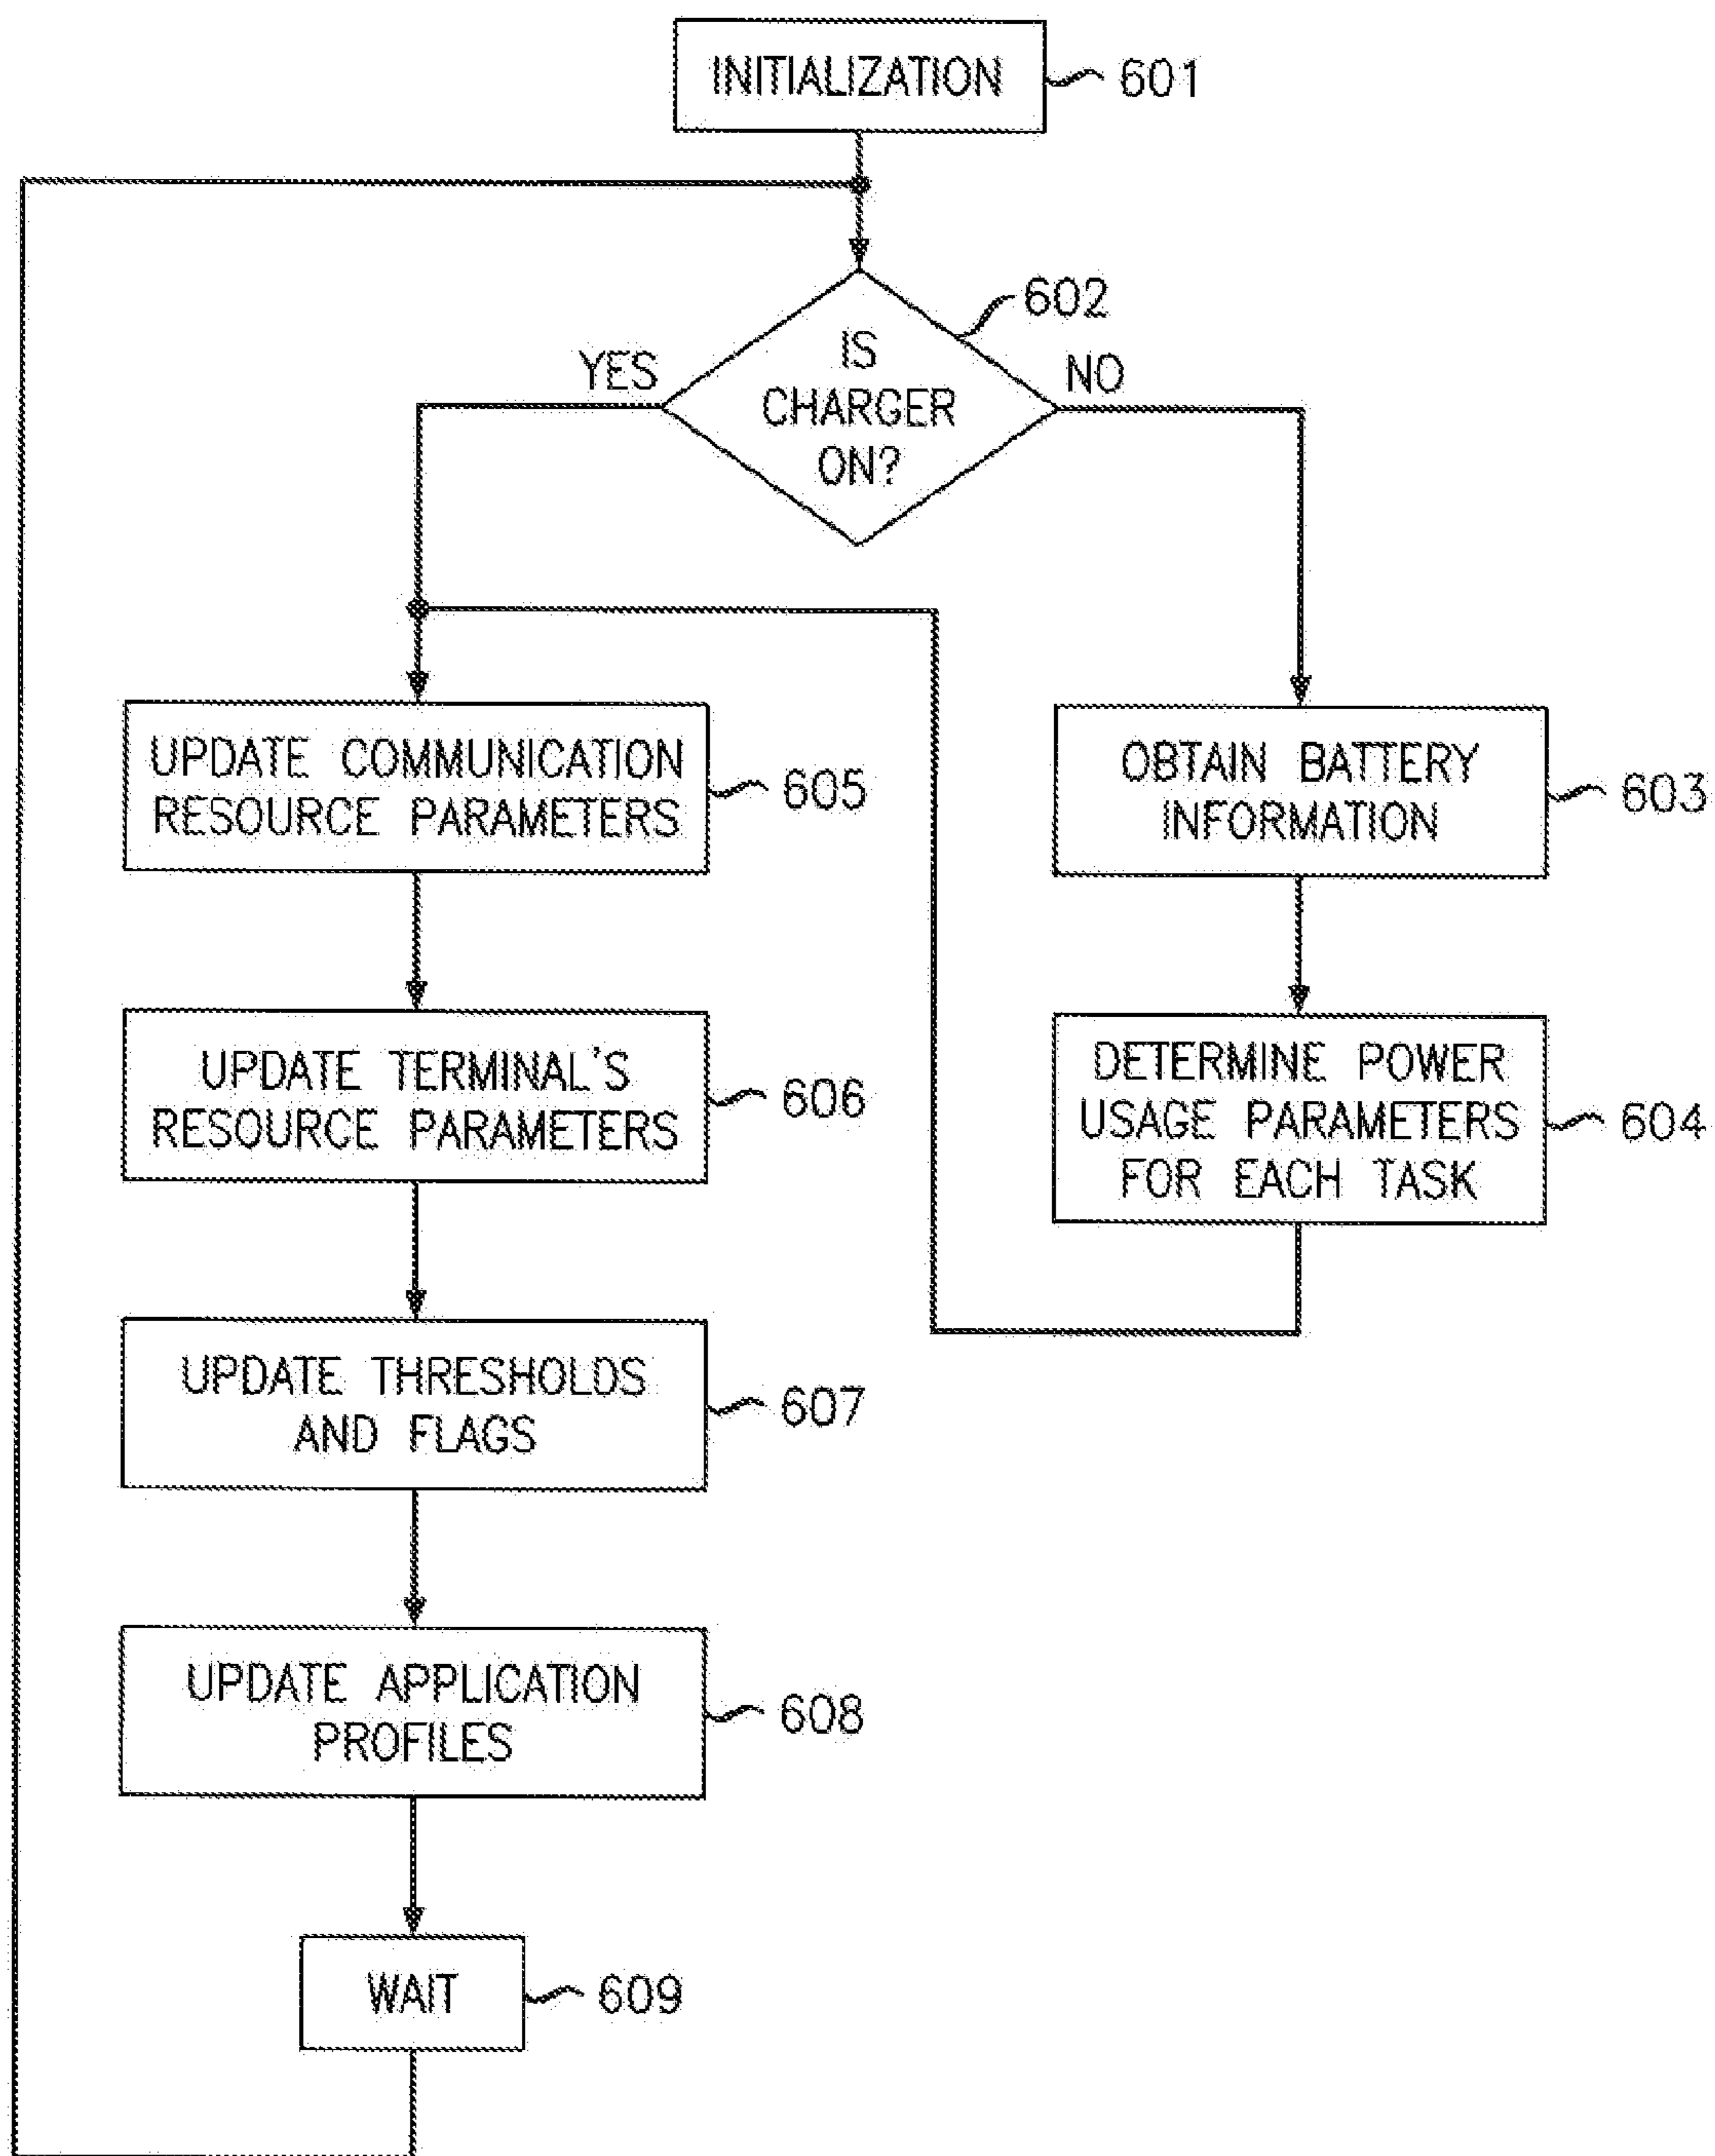 INITIALIZATION
601
602
IS
CHARGER
ON?
YES
NO
UPDATE COMMUNICATION
RESOURCE PARAMETERS
605
OBTAIN BATTERY
INFORMATION
603
UPDATE TERMINAL'S
RESOURCE PARAMETERS
606
DETERMINE POWER
USAGE PARAMETERS
FOR EACH TASK
604
UPDATE THRESHOLDS
AND FLAGS
607
UPDATE APPLICATION
PROFILES
608
WAIT
609